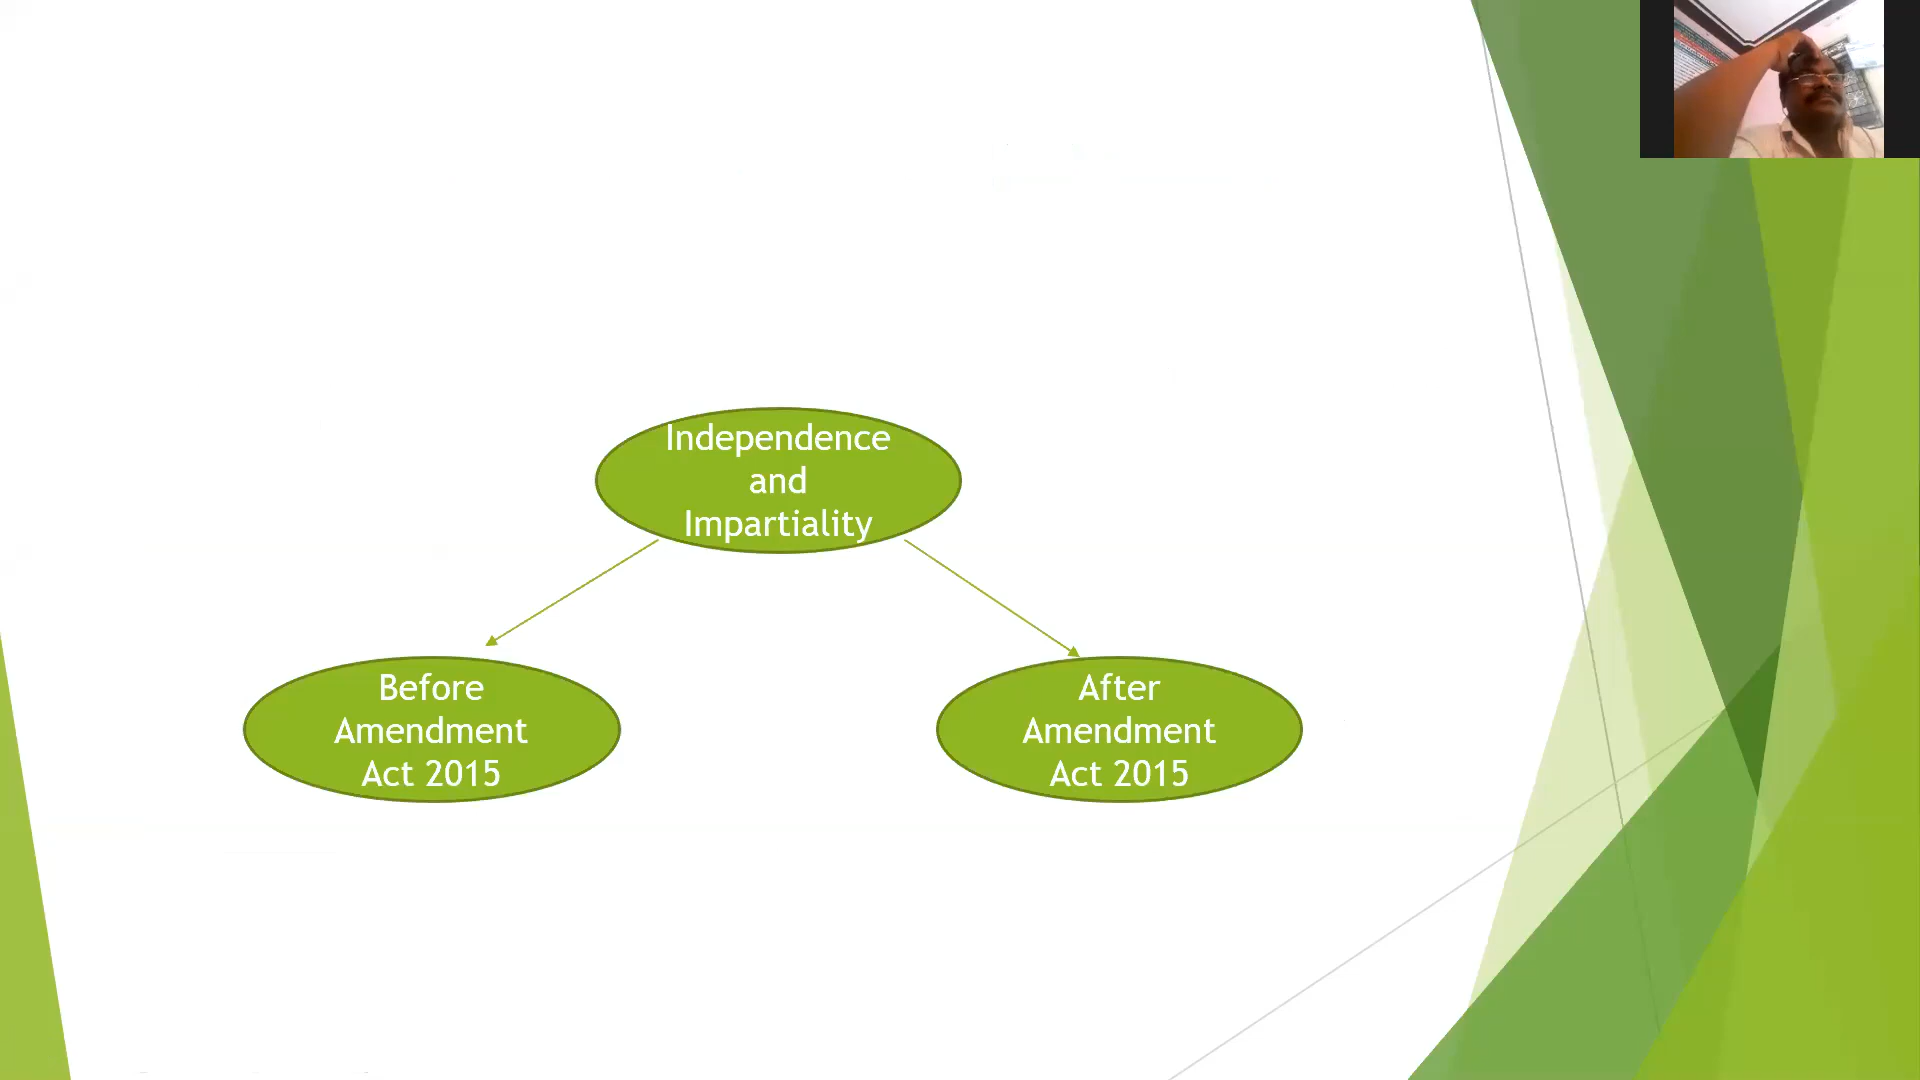 Independence
and
Impartiality
Before
Amendment
Act 2015
After
Amendment
Act 2015